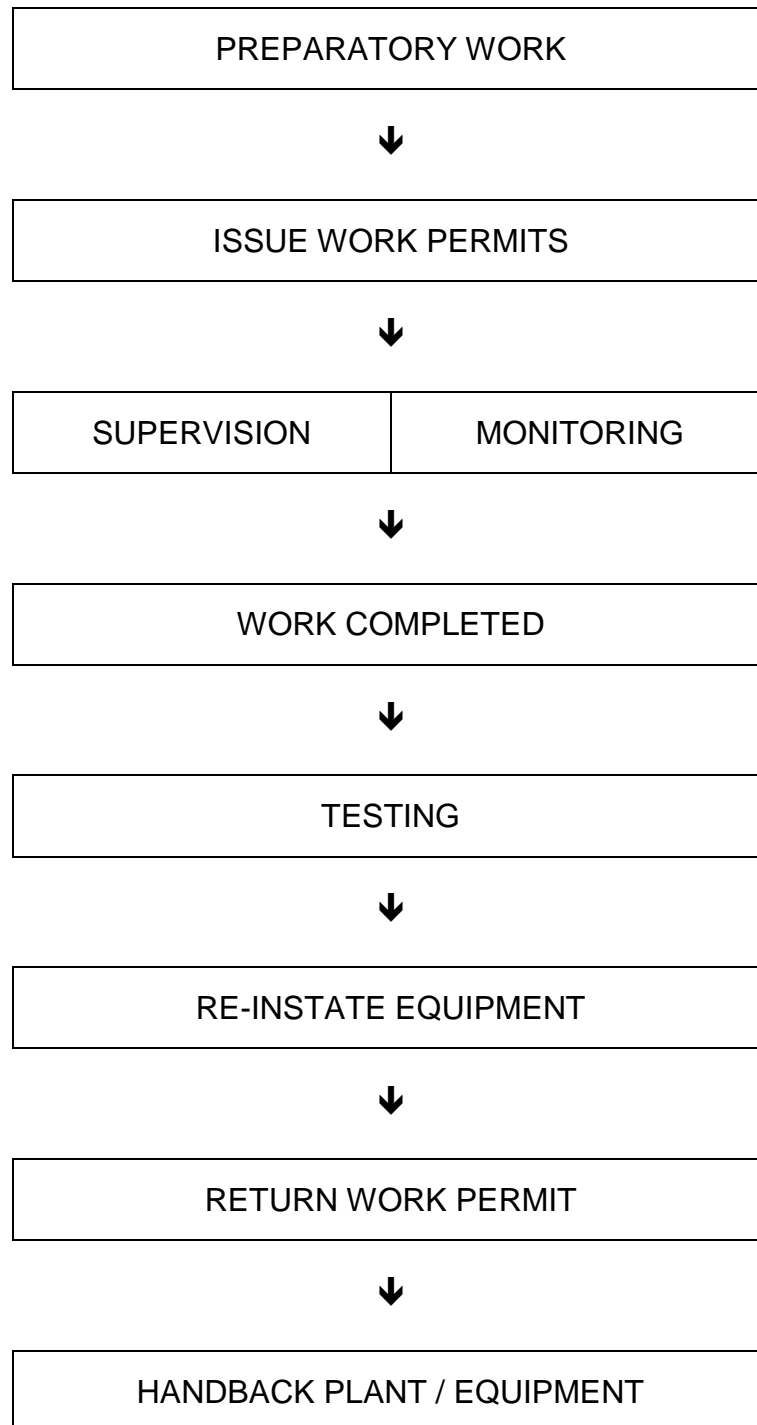 PREPARATORY WORK
ISSUE WORK PERMITS
SUPERVISION MONITORING
WORK COMPLETED
TESTING
RE-INSTATE EQUIPMENT
RETURN WORK PERMIT
HANDBACK PLANT / EQUIPMENT